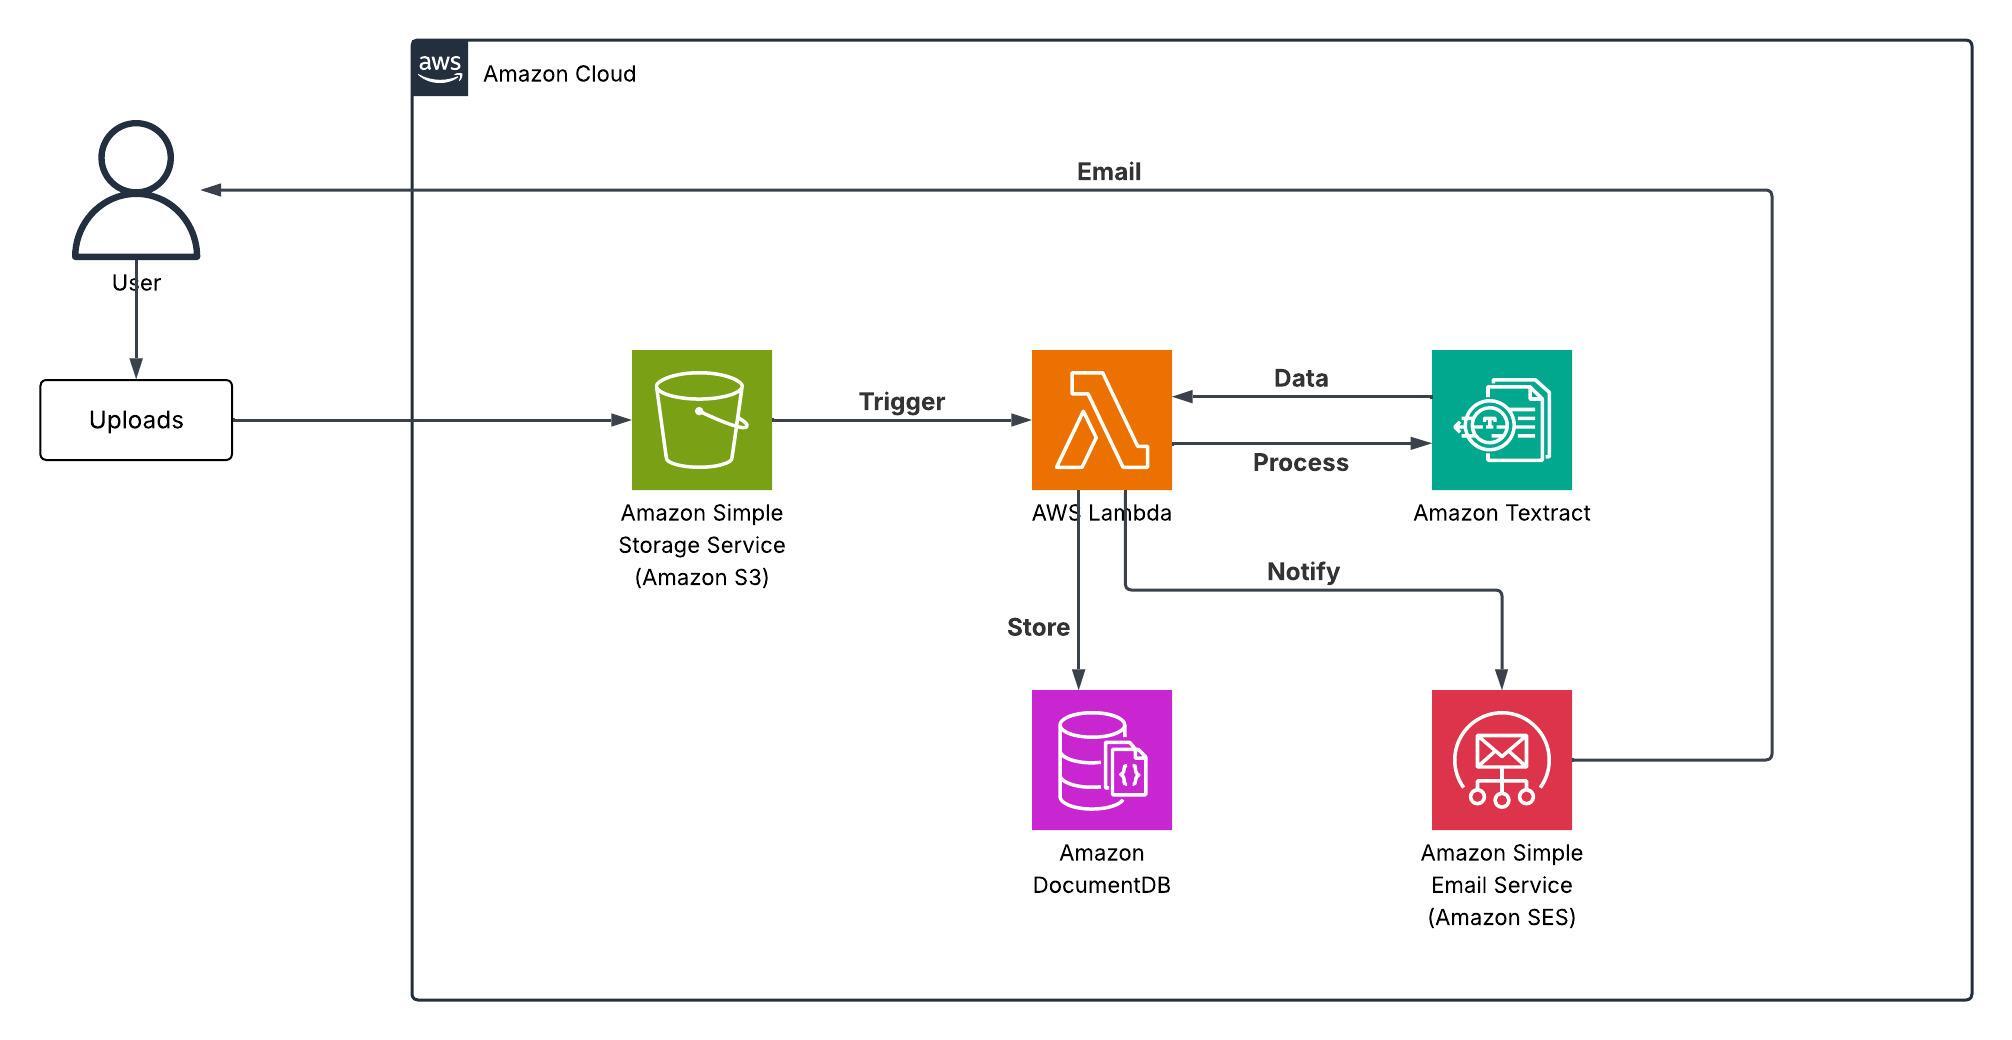 aws
Amazon Cloud
Email
User
Uploads
Trigger
Data
Process
T
Amazon Simple
Storage Service
(Amazon S3)
AWS Lambda
Amazon Textract
Notify
Store
{}
Amazon
DocumentDB
Amazon Simple
Email Service
(Amazon SES)